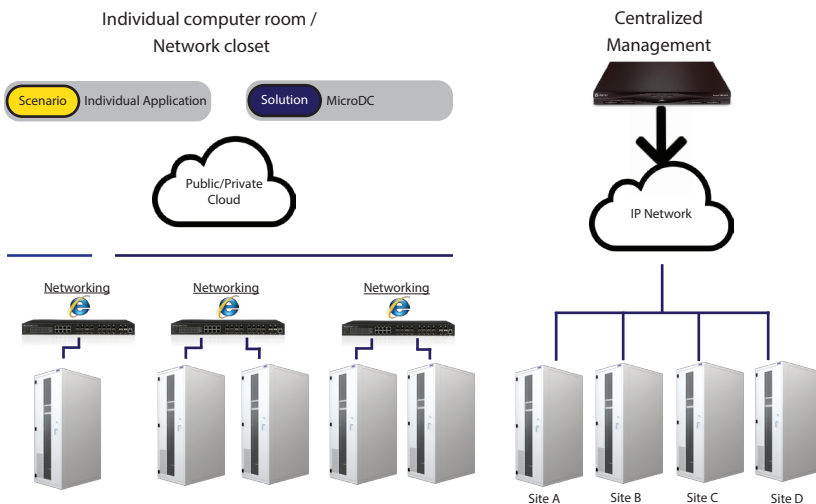 Individual computer room /
Network closet
Scenario
Individual Application
Solution
MicroDC
Public/Private
Cloud
Networking
Networking
Networking
Centralized
Management
IP Network
Site A
Site B
Site C
Site D